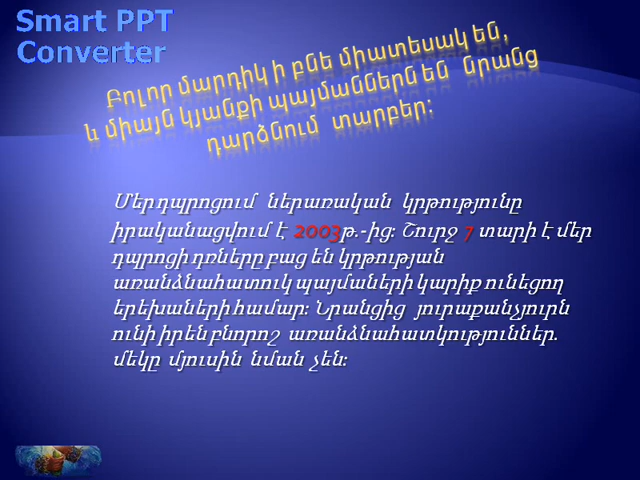 Smart PPT
Converter
Բոլոր մարդիկ ի բնե միատեսակ են,
և միայն կյանքի պայմաններն են նրանց
դարձնում տարբեր:
Մեր դպրոցում ներառական կրթությունը
իրականացվում է 2003թ.-ից: Շուրջ 7 տարի է մեր
դպրոցի դռները բաց են կրթության
առանձնահատուկ պայմաների կարիք ունեցող
երեխաների համար: Նրանցից յուրաքանչյուրն
ունի իրեն բնորոշ առանձնահատկություններ.
մեկը մյուսին նման չեն: